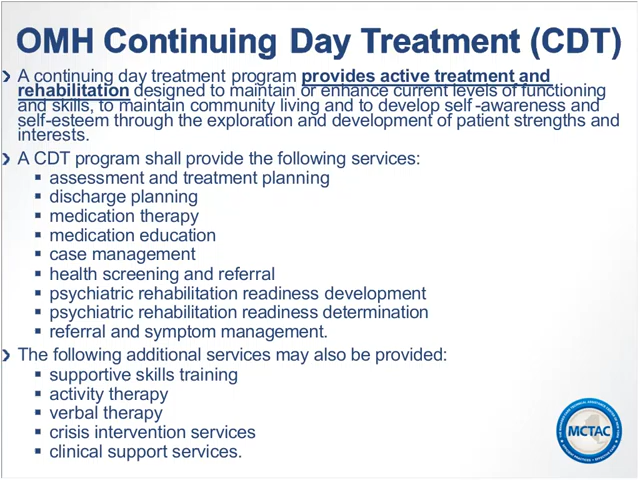 OMH Continuing Day Treatment (CDT)
› A continuing day treatment program provides active treatment and
rehabilitation designed to maintain or enhance current levels of functioning
and skills, to maintain community living and to develop self-awareness and
self-esteem through the exploration and development of patient strengths and
interests.
› A CDT program shall provide the following services:
▪ assessment and treatment planning
▪ discharge planning
▪ medication therapy
▪ medication education
▪ case management
▪ health screening and referral
▪ psychiatric rehabilitation readiness development
▪ psychiatric rehabilitation readiness determination
▪ referral and symptom management.
› The following additional services may also be provided:
▪ supportive skills training
▪ activity therapy
▪ verbal therapy
▪ crisis intervention services
▪ clinical support services.
MCTAC